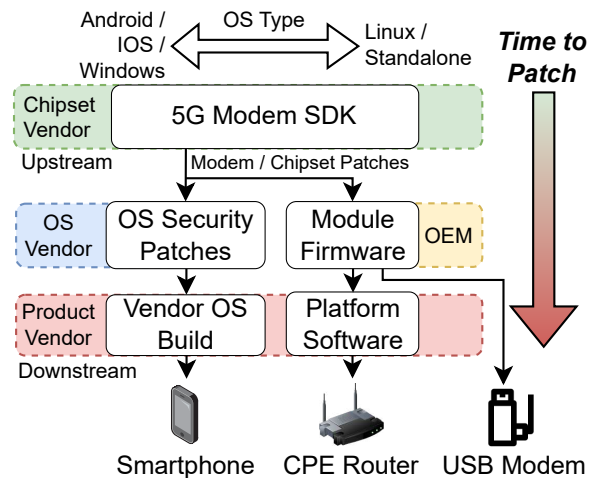 Android /
IOS /
Windows
OS Type
Linux /
Standalone
Time to
Patch
Chipset
Vendor
5G Modem SDK
Upstream
Modem / Chipset Patches
OS
Vendor
OS Security
Patches
Module
Firmware
OEM
Product
Vendor
Vendor OS
Build
Platform
Software
Downstream
Smartphone
CPE Router
USB Modem